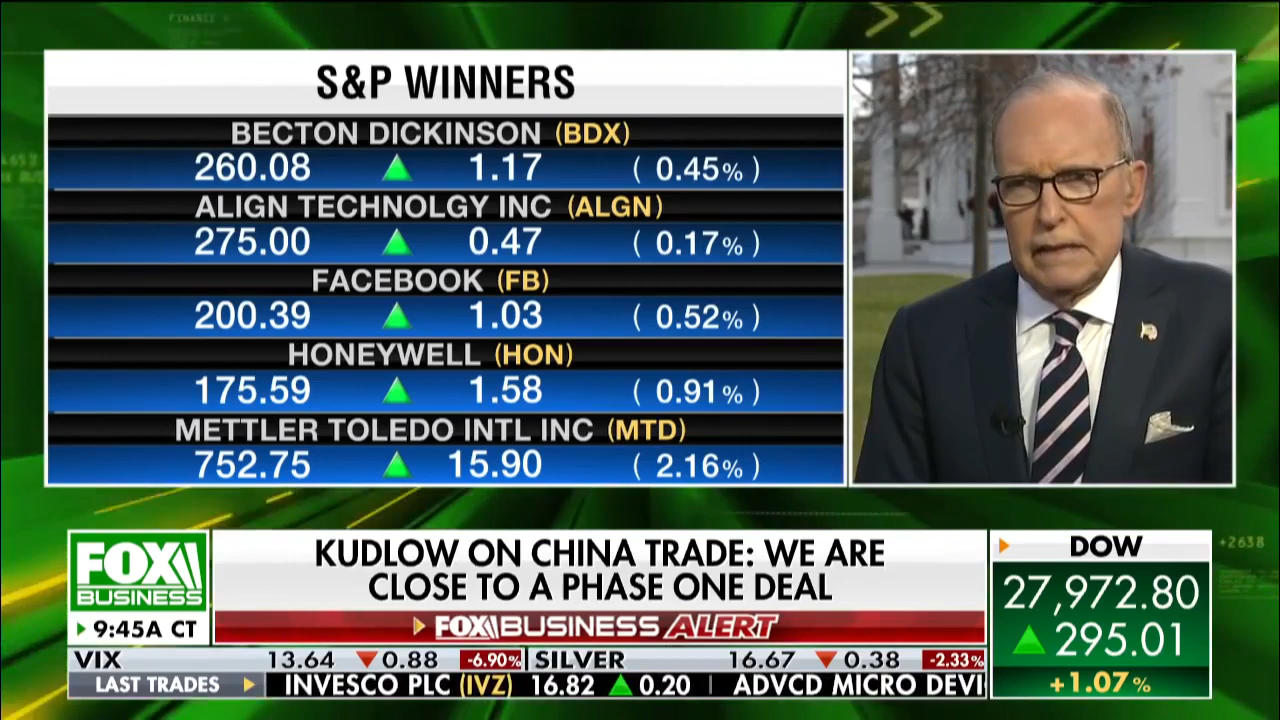 FINANCE
S&P WINNERS
BECTON DICKINSON (BDX)
260.08 ▲ 1.17 ( 0.45% )
ALIGN TECHNOLGY INC (ALGN)
275.00 ▲ 0.47 ( 0.17% )
FACEBOOK (FB)
200.39 ▲ 1.03 ( 0.52% )
HONEYWELL (HON)
175.59 ▲ 1.58 ( 0.91% )
METTLER TOLEDO INTL INC (MTD)
752.75 ▲ 15.90 ( 2.16% )
FOX
BUSINESS
9:45A CT
KUDLOW ON CHINA TRADE: WE ARE
CLOSE TO A PHASE ONE DEAL
FOX BUSINESS ALERT
DOW
27,972.80
▲ 295.01
+1.07%
+2638
VIX 13.64 ▼ 0.88 -6.90% SILVER 16.67 ▼ 0.38 -2.33%
LAST TRADES INVESCO PLC (IVZ) 16.82 ▲ 0.20 | ADVCD MICRO DEVI